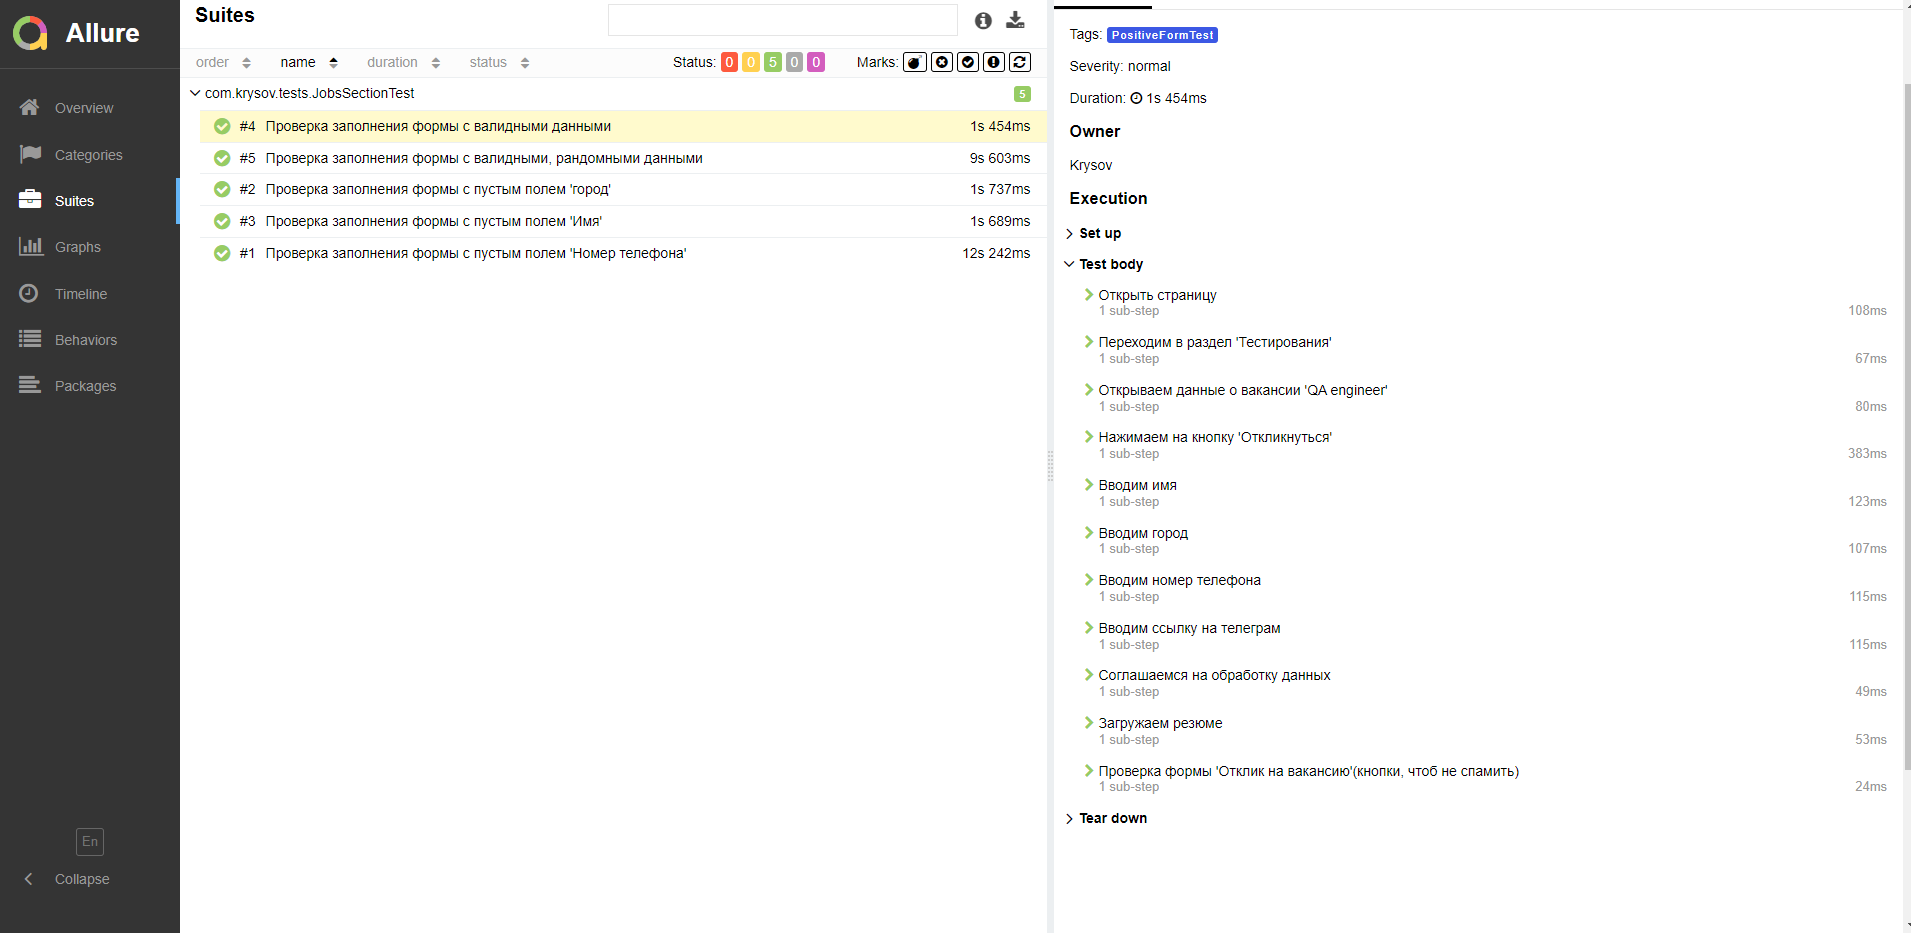 Allure
Overview
Categories
Suites
Graphs
Timeline
Behaviors
Packages
En
Collapse
Suites
order name duration status Status: 0 0 5 0 0 Marks:
com.krysov.tests.JobsSectionTest 5
#4 Проверка заполнения формы с валидными данными 1s 454ms
#5 Проверка заполнения формы с валидными, рандомными данными 9s 603ms
#2 Проверка заполнения формы с пустым полем 'город' 1s 737ms
#3 Проверка заполнения формы с пустым полем 'Имя' 1s 689ms
#1 Проверка заполнения формы с пустым полем 'Номер телефона' 12s 242ms
Tags: PositiveFormTest
Severity: normal
Duration: 1s 454ms
Owner
Krysov
Execution
Set up
Test body
Открыть страницу
1 sub-step 108ms
Переходим в раздел 'Тестирования'
1 sub-step 67ms
Открываем данные о вакансии 'QA engineer'
1 sub-step 80ms
Нажимаем на кнопку 'Откликнуться'
1 sub-step 383ms
Вводим имя
1 sub-step 123ms
Вводим город
1 sub-step 107ms
Вводим номер телефона
1 sub-step 115ms
Вводим ссылку на телеграм
1 sub-step 115ms
Соглашаемся на обработку данных
1 sub-step 49ms
Загружаем резюме
1 sub-step 53ms
Проверка формы 'Отклик на вакансию'(кнопки, чтоб не спамить)
1 sub-step 24ms
Tear down